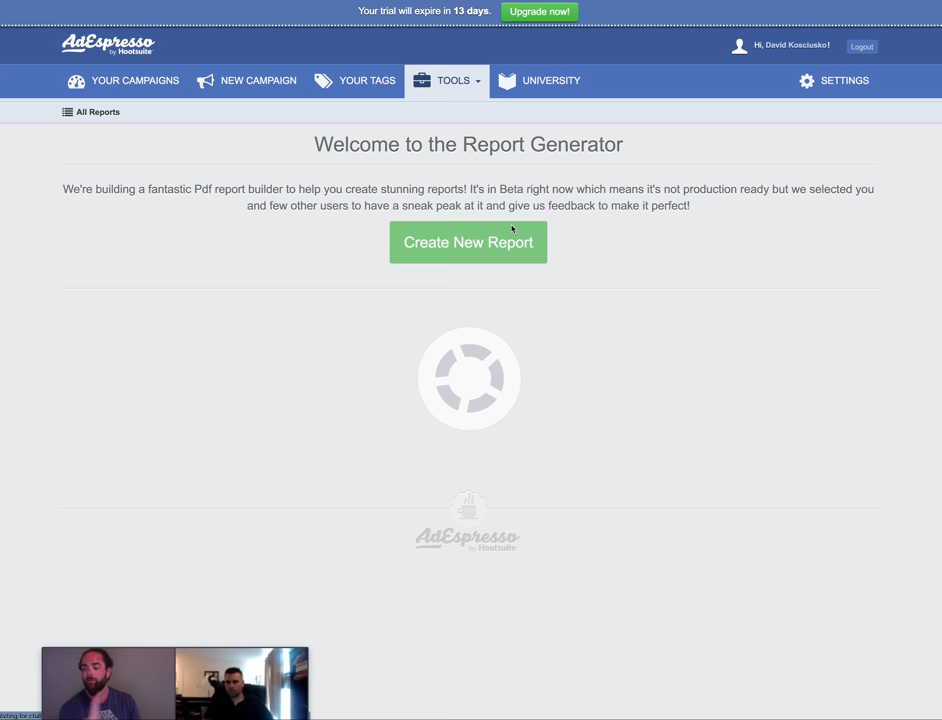 Your trial will expire in 13 days. Upgrade now!
AdEspresso
by Hootsuite
Hi, David Kosciusko!
Logout
YOUR CAMPAIGNS
NEW CAMPAIGN
YOUR TAGS
TOOLS
UNIVERSITY
SETTINGS
All Reports
Welcome to the Report Generator
We're building a fantastic Pdf report builder to help you create stunning reports! It's in Beta right now which means it's not production ready but we selected you
and few other users to have a sneak peak at it and give us feedback to make it perfect!
Create New Report
AdEspresso
by Hootsuite